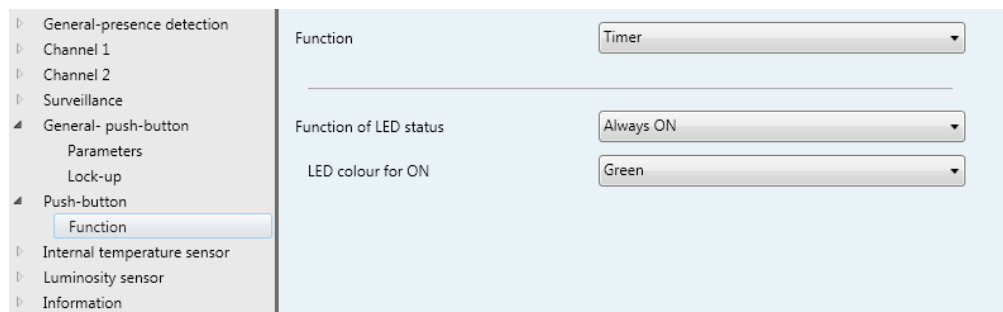 General-presence detection
Channel 1
Channel 2
Surveillance
General- push-button
Parameters
Lock-up
Push-button
Function
Internal temperature sensor
Luminosity sensor
Information
Function Timer
Function of LED status Always ON
LED colour for ON Green